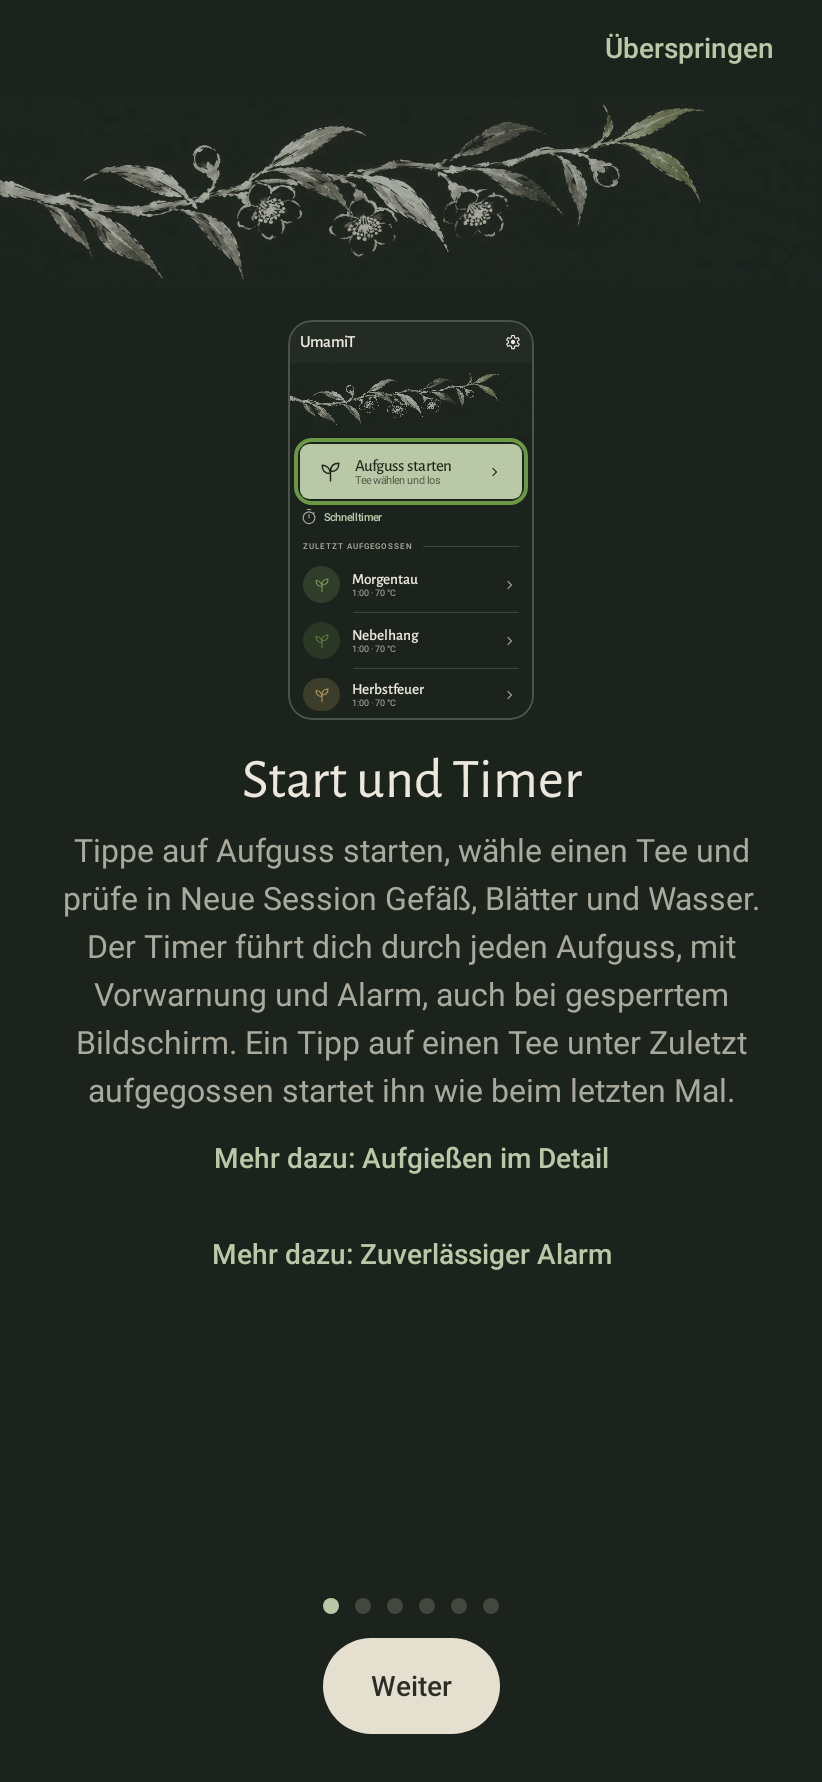 Überspringen
UmamiT
Aufguss starten
Tee wählen und los
Schnelltimer
ZULETZT AUFGEGOSSEN
Morgentau
1:00 · 70 °C
Nebelhang
1:00 · 70 °C
Herbstfeuer
1:00 · 70 °C
Start und Timer
Tippe auf Aufguss starten, wähle einen Tee und
prüfe in Neue Session Gefäß, Blätter und Wasser.
Der Timer führt dich durch jeden Aufguss, mit
Vorwarnung und Alarm, auch bei gesperrtem
Bildschirm. Ein Tipp auf einen Tee unter Zuletzt
aufgegossen startet ihn wie beim letzten Mal.
Mehr dazu: Aufgießen im Detail
Mehr dazu: Zuverlässiger Alarm
Weiter